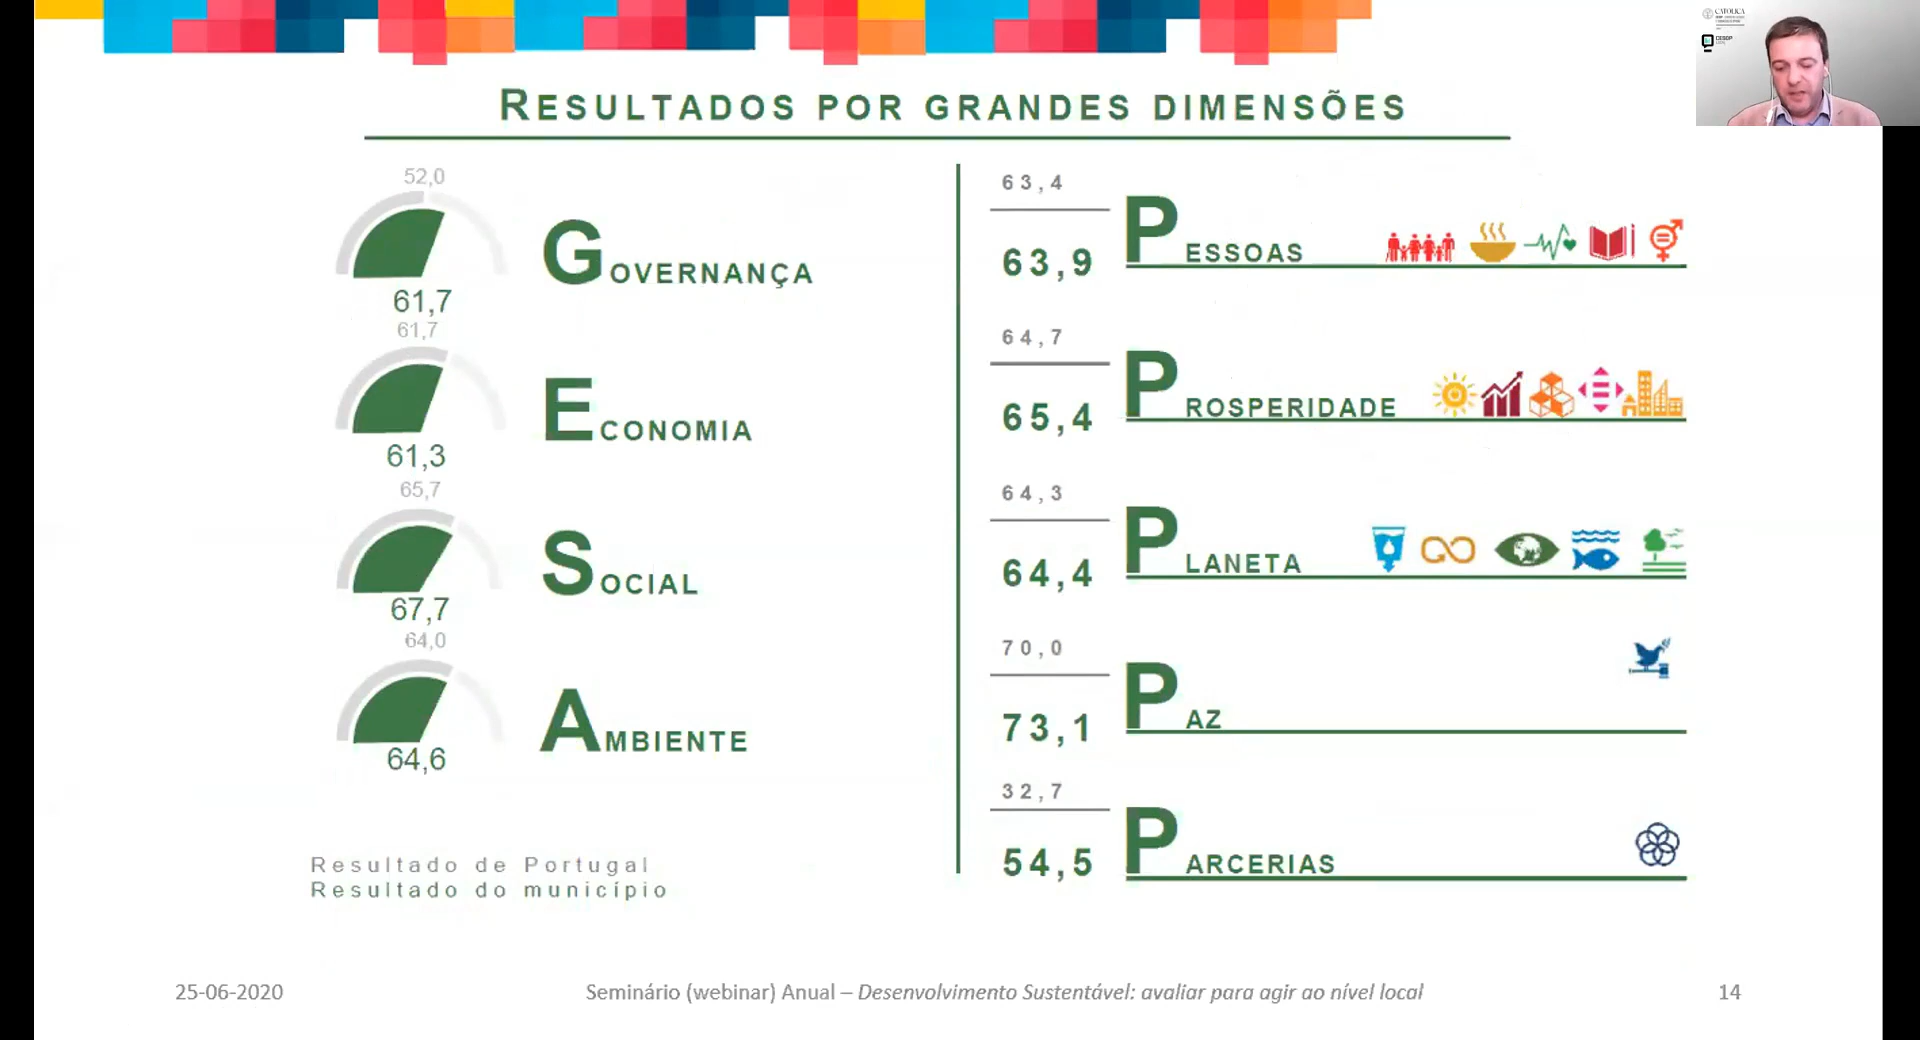 CATOLICA
CESOP
RESULTADOS POR GRANDES DIMENSÕES
52,0
61,7
GOVERNANÇA
61,7
61,3
ECONOMIA
65,7
67,7
SOCIAL
64,0
64,6
AMBIENTE
Resultado de Portugal
Resultado do município
63,4
63,9
PESSOAS
64,7
65,4
PROSPERIDADE
64,3
64,4
PLANETA
70,0
73,1
PAZ
32,7
54,5
PARCERIAS
25-06-2020
Seminário (webinar) Anual – Desenvolvimento Sustentável: avaliar para agir ao nível local
14